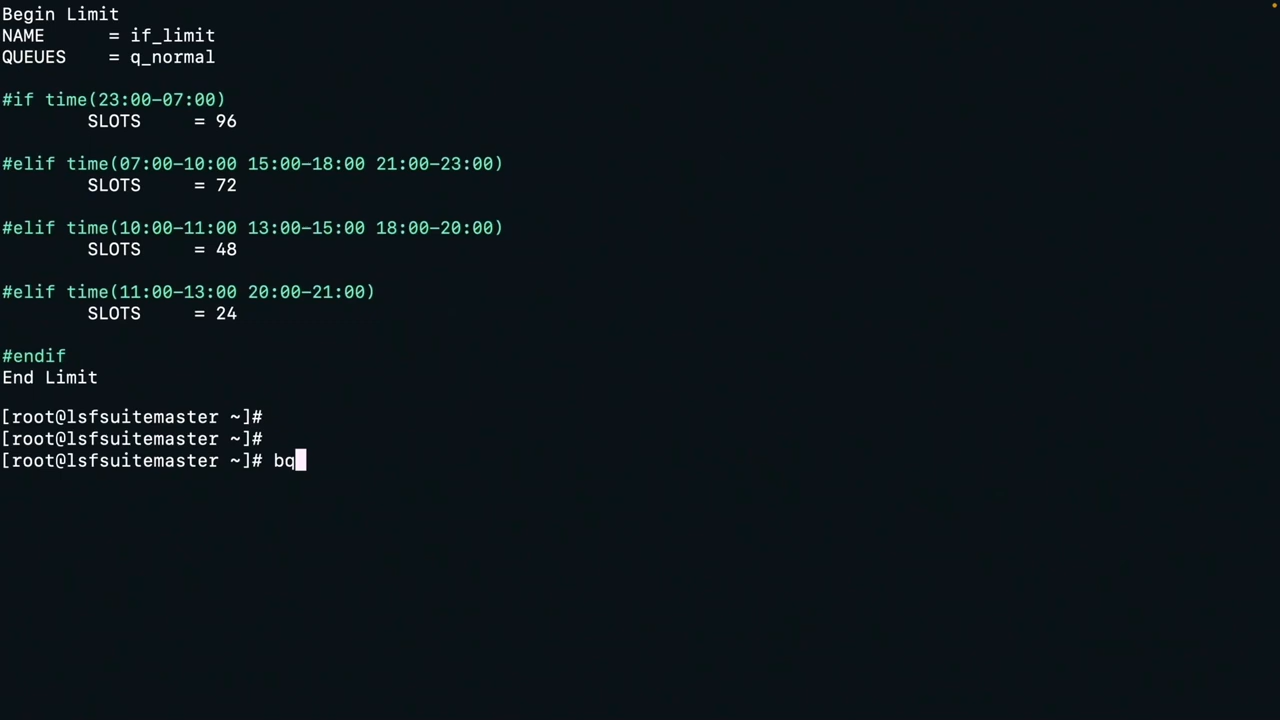 Begin Limit
NAME      = if_limit
QUEUES    = q_normal
#if time(23:00-07:00)
        SLOTS     = 96
#elif time(07:00-10:00 15:00-18:00 21:00-23:00)
        SLOTS     = 72
#elif time(10:00-11:00 13:00-15:00 18:00-20:00)
        SLOTS     = 48
#elif time(11:00-13:00 20:00-21:00)
        SLOTS     = 24
#endif
End Limit
[root@lsfsuitemaster ~]#
[root@lsfsuitemaster ~]#
[root@lsfsuitemaster ~]# bq